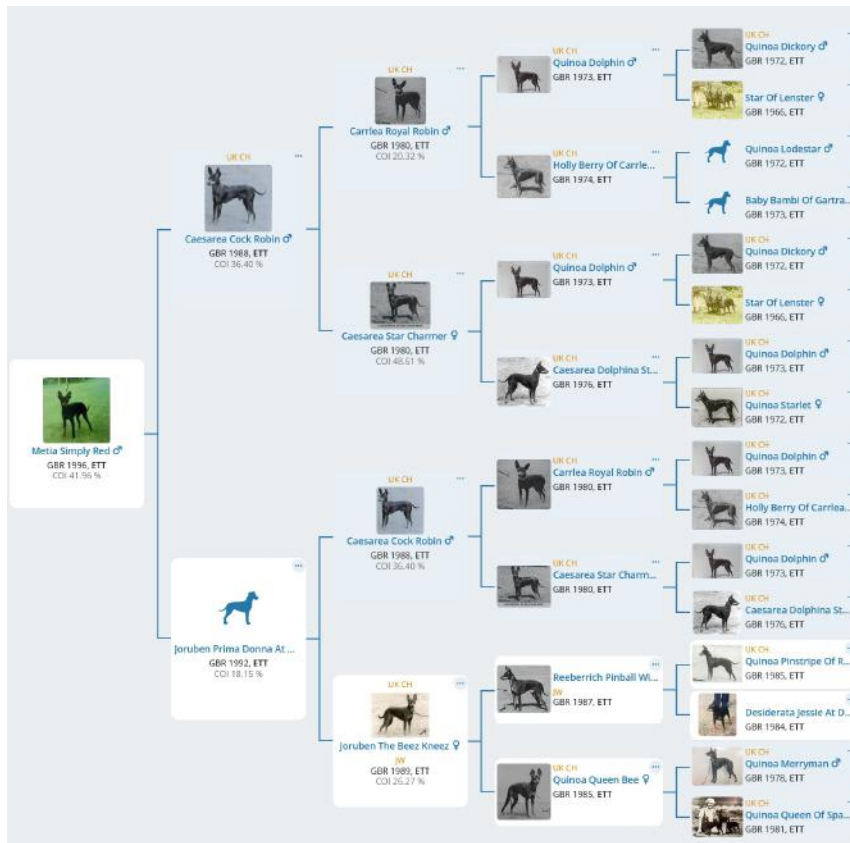 Metia Simply Red ♂
GBR 1996, ETT
COI 41.96 %
UK CH
Caesarea Cock Robin ♂
GBR 1988, ETT
COI 36.40 %
Joruben Prima Donna At ...
GBR 1992, ETT
COI 18.15 %
UK CH
Carrlea Royal Robin ♂
GBR 1980, ETT
COI 20.32 %
UK CH
Caesarea Star Charmer ♀
GBR 1980, ETT
COI 48.61 %
UK CH
Caesarea Cock Robin ♂
GBR 1988, ETT
COI 36.40 %
UK CH
Joruben The Beez Kneez ♀
JW
GBR 1989, ETT
COI 26.27 %
UK CH
Quinoa Dolphin ♂
GBR 1973, ETT
UK CH
Holly Berry Of Carrle...
GBR 1974, ETT
UK CH
Quinoa Dolphin ♂
GBR 1973, ETT
UK CH
Caesarea Dolphina St...
GBR 1976, ETT
UK CH
Carrlea Royal Robin ♂
GBR 1980, ETT
UK CH
Caesarea Star Charm...
GBR 1980, ETT
Reeberrich Pinball Wi...
JW
GBR 1987, ETT
UK CH
Quinoa Queen Bee ♀
GBR 1985, ETT
UK CH
Quinoa Dickory ♂
GBR 1972, ETT
Star Of Lenster ♀
GBR 1966, ETT
Quinoa Lodestar ♂
GBR 1972, ETT
Baby Bambi Of Gartra...
GBR 1973, ETT
UK CH
Quinoa Dickory ♂
GBR 1972, ETT
Star Of Lenster ♀
GBR 1966, ETT
UK CH
Quinoa Dolphin ♂
GBR 1973, ETT
UK CH
Quinoa Starlet ♀
GBR 1972, ETT
UK CH
Quinoa Dolphin ♂
GBR 1973, ETT
UK CH
Holly Berry Of Carrlea...
GBR 1974, ETT
UK CH
Quinoa Dolphin ♂
GBR 1973, ETT
UK CH
Caesarea Dolphina St...
GBR 1976, ETT
UK CH
Quinoa Pinstripe Of R...
GBR 1985, ETT
Desiderata Jessie At D...
GBR 1984, ETT
UK CH
Quinoa Merryman ♂
GBR 1978, ETT
UK CH
Quinoa Queen Of Spa...
GBR 1981, ETT